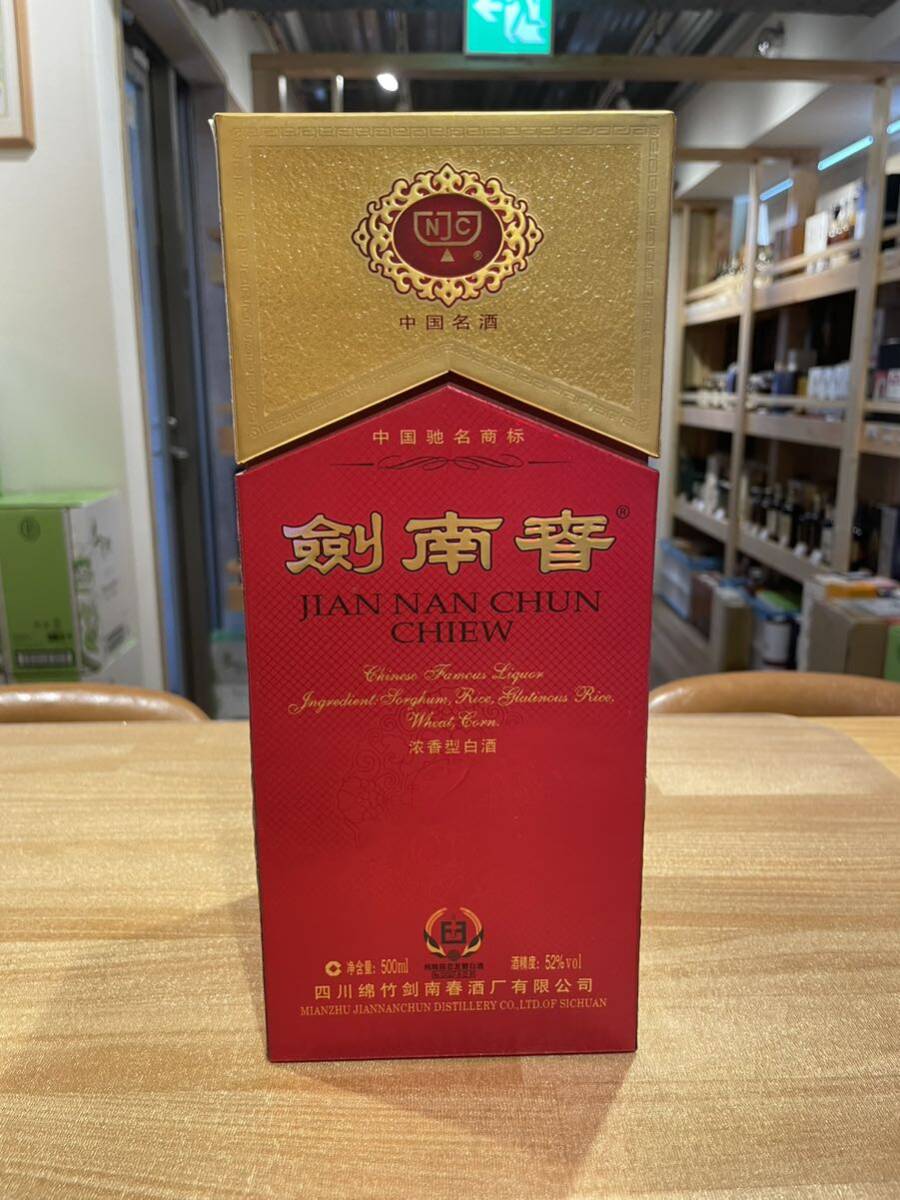 NJC
®
中国名酒
中国驰名商标
劍南春®
JIAN NAN CHUN
CHIEW
Chinese Famous Liquor
Ingredient: Sorghum, Rice, Glutinous Rice,
Wheat, Corn.
浓香型白酒
净含量: 500ml 酒精度: 52%vol
四川绵竹剑南春酒厂有限公司
MIANZHU JIANNANCHUN DISTILLERY CO.,LTD.OF SICHUAN